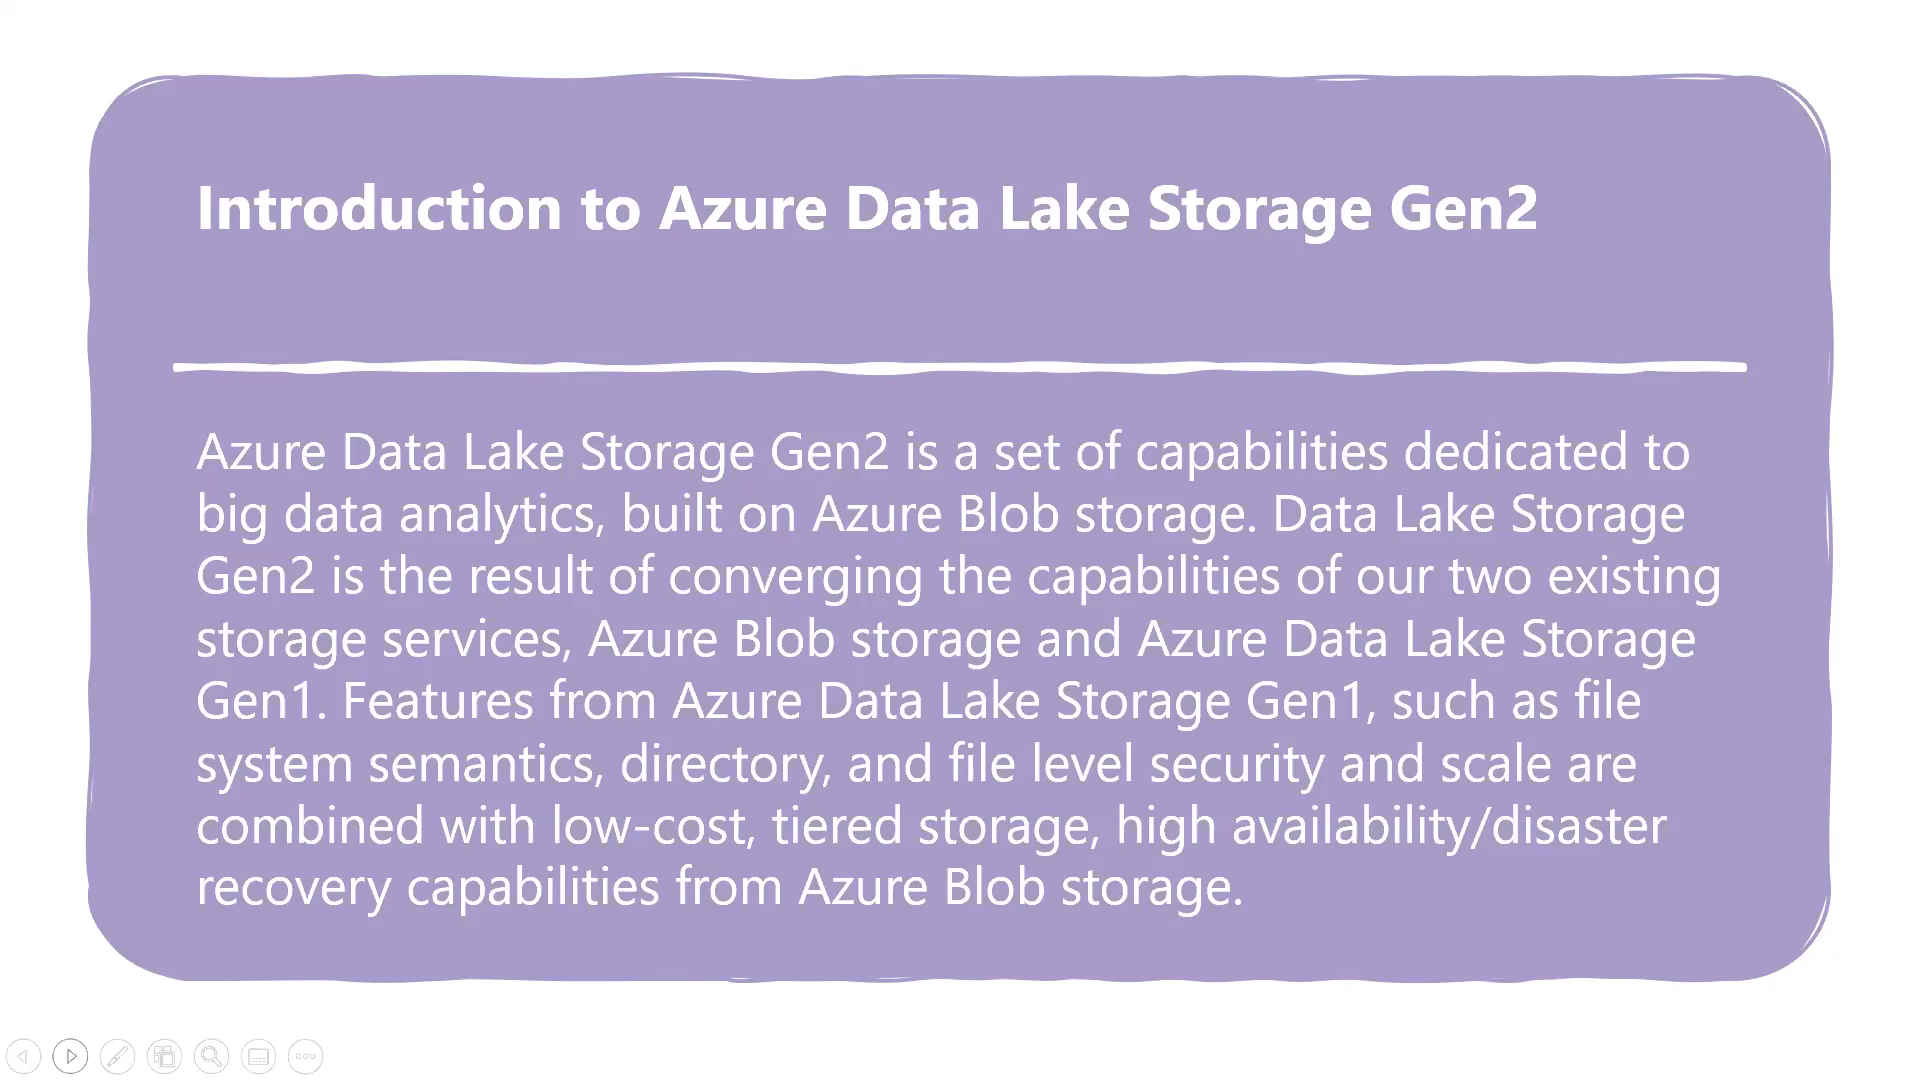 Introduction to Azure Data Lake Storage Gen2
Azure Data Lake Storage Gen2 is a set of capabilities dedicated to
big data analytics, built on Azure Blob storage. Data Lake Storage
Gen2 is the result of converging the capabilities of our two existing
storage services, Azure Blob storage and Azure Data Lake Storage
Gen1. Features from Azure Data Lake Storage Gen1, such as file
system semantics, directory, and file level security and scale are
combined with low-cost, tiered storage, high availability/disaster
recovery capabilities from Azure Blob storage.